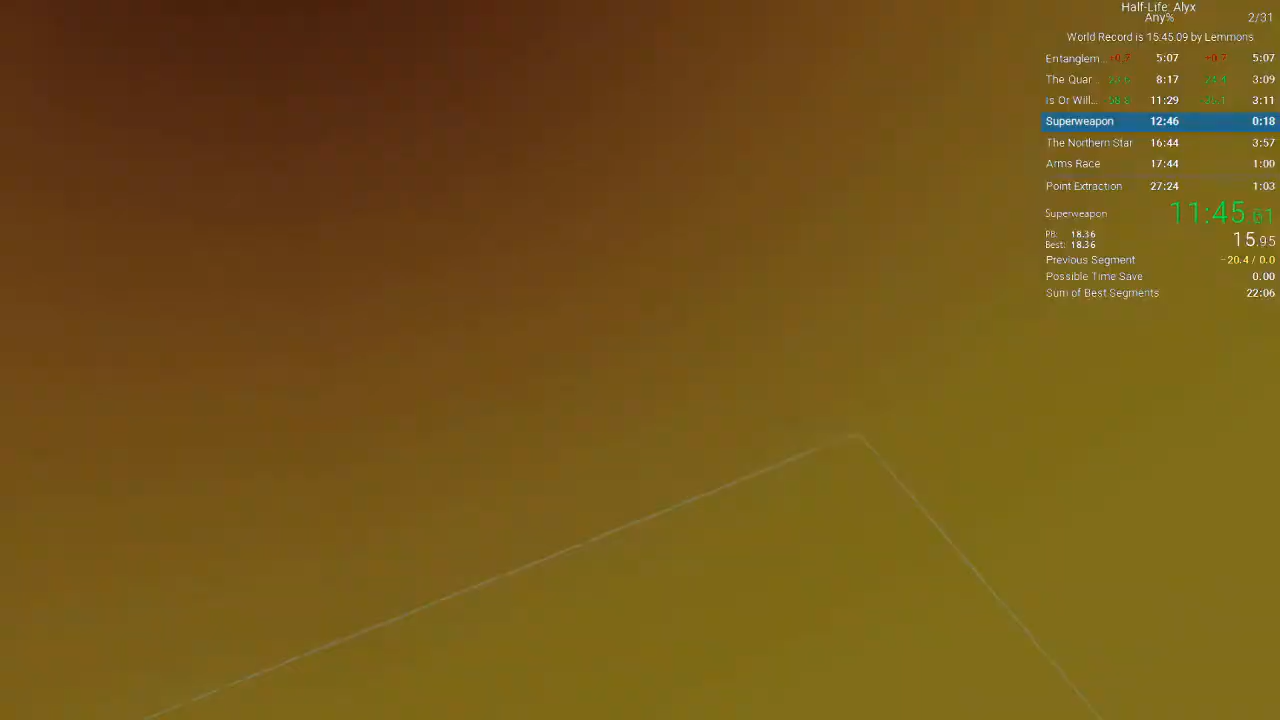 Half-Life: Alyx
Any%
2/31
World Record is 15:45.09 by Lemmons
Entanglem... +0.7 5:07 +0.7 5:07
The Quar... 8:17 3:09
Is Or Will... 11:29 3:11
Superweapon 12:46 0:18
The Northern Star 16:44 3:57
Arms Race 17:44 1:00
Point Extraction 27:24 1:03
Superweapon 11:45
PB: 18.36
Best: 18.36
15.95
Previous Segment -20.4 / 0.0
Possible Time Save 0.00
Sum of Best Segments 22:06